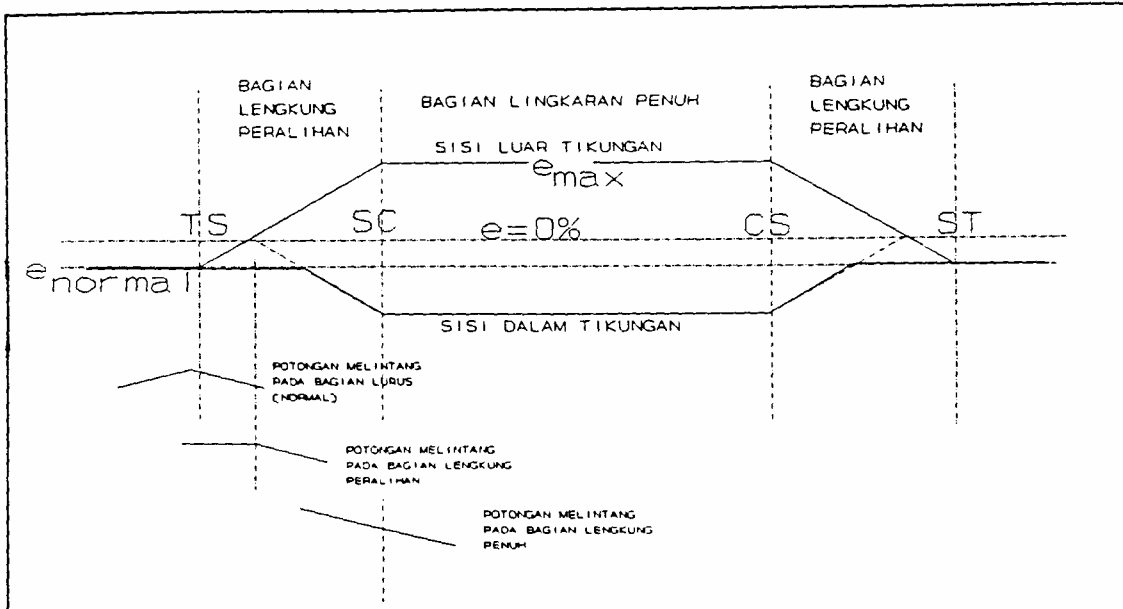 BAGIAN
LENGKUNG
PERALIHAN
BAGIAN LINGKARAN PENUH
BAGIAN
LENGKUNG
PERALIHAN
SISI LUAR TIKUNGAN
e max
TS
SC
e=0%
CS
ST
e normal
SISI DALAM TIKUNGAN
POTONGAN MELINTANG
PADA BAGIAN LURUS
(NORMAL)
POTONGAN MELINTANG
PADA BAGIAN LENGKUNG
PERALIHAN
POTONGAN MELINTANG
PADA BAGIAN LENGKUNG
PENUH